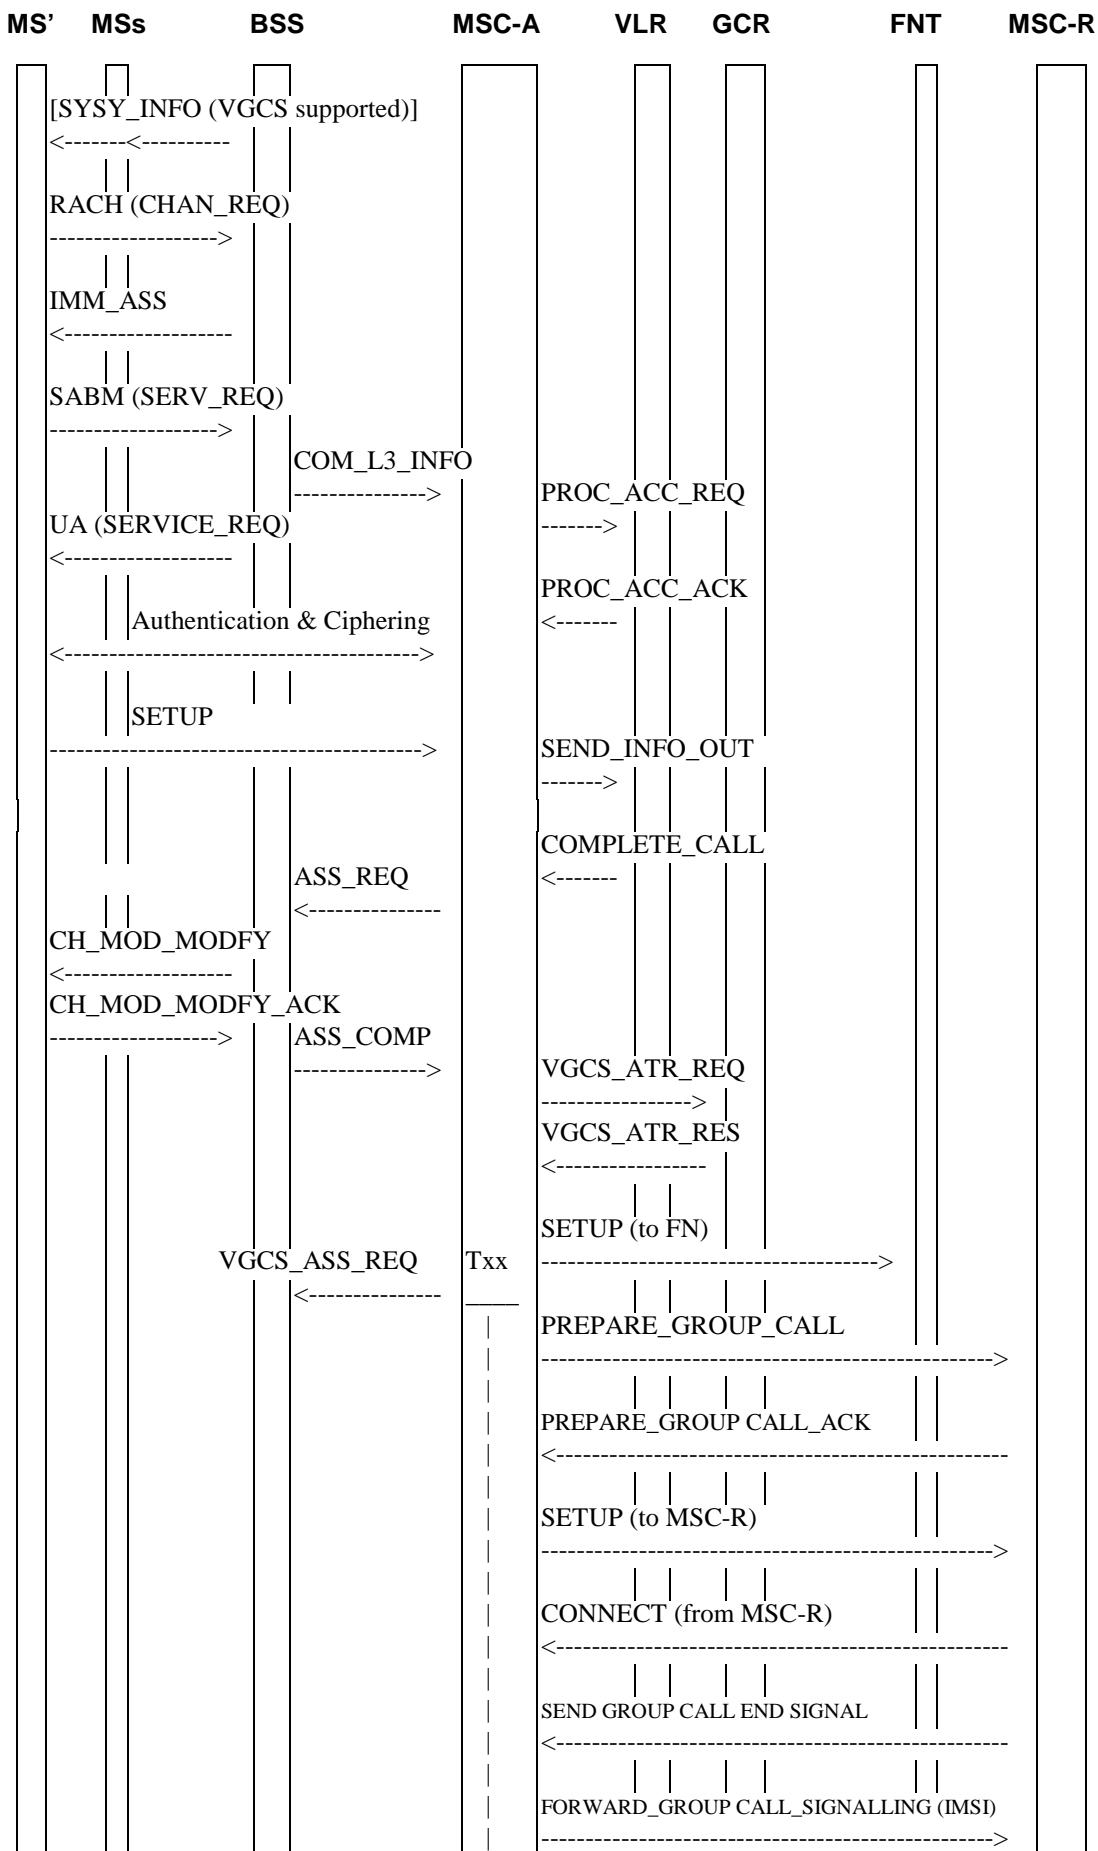 MS’ MSs BSS MSC-A VLR GCR FNT MSC-R
[SYSY_INFO (VGCS supported)]
<-------<----------
RACH (CHAN_REQ)
------------------->
IMM_ASS
<-------------------
SABM (SERV_REQ)
------------------->
COM_L3_INFO
---------------> PROC_ACC_REQ
UA (SERVICE_REQ) ------->
<-------------------
PROC_ACC_ACK
Authentication & Ciphering <-------
<---------------------------------------->
SETUP
------------------------------------------> SEND_INFO_OUT
------->
COMPLETE_CALL
ASS_REQ <-------
<---------------
CH_MOD_MODFY
<-------------------
CH_MOD_MODFY_ACK
-------------------> ASS_COMP
---------------> VGCS_ATR_REQ
----------------->
VGCS_ATR_RES
<-----------------
SETUP (to FN)
VGCS_ASS_REQ Txx -------------------------------------->
<--------------- ____
| PREPARE_GROUP_CALL
| --------------------------------------------------->
|
| PREPARE_GROUP CALL_ACK
| <---------------------------------------------------
|
| SETUP (to MSC-R)
| --------------------------------------------------->
|
| CONNECT (from MSC-R)
| <---------------------------------------------------
|
| SEND GROUP CALL END SIGNAL
| <---------------------------------------------------
|
| FORWARD_GROUP CALL_SIGNALLING (IMSI)
| --------------------------------------------------->